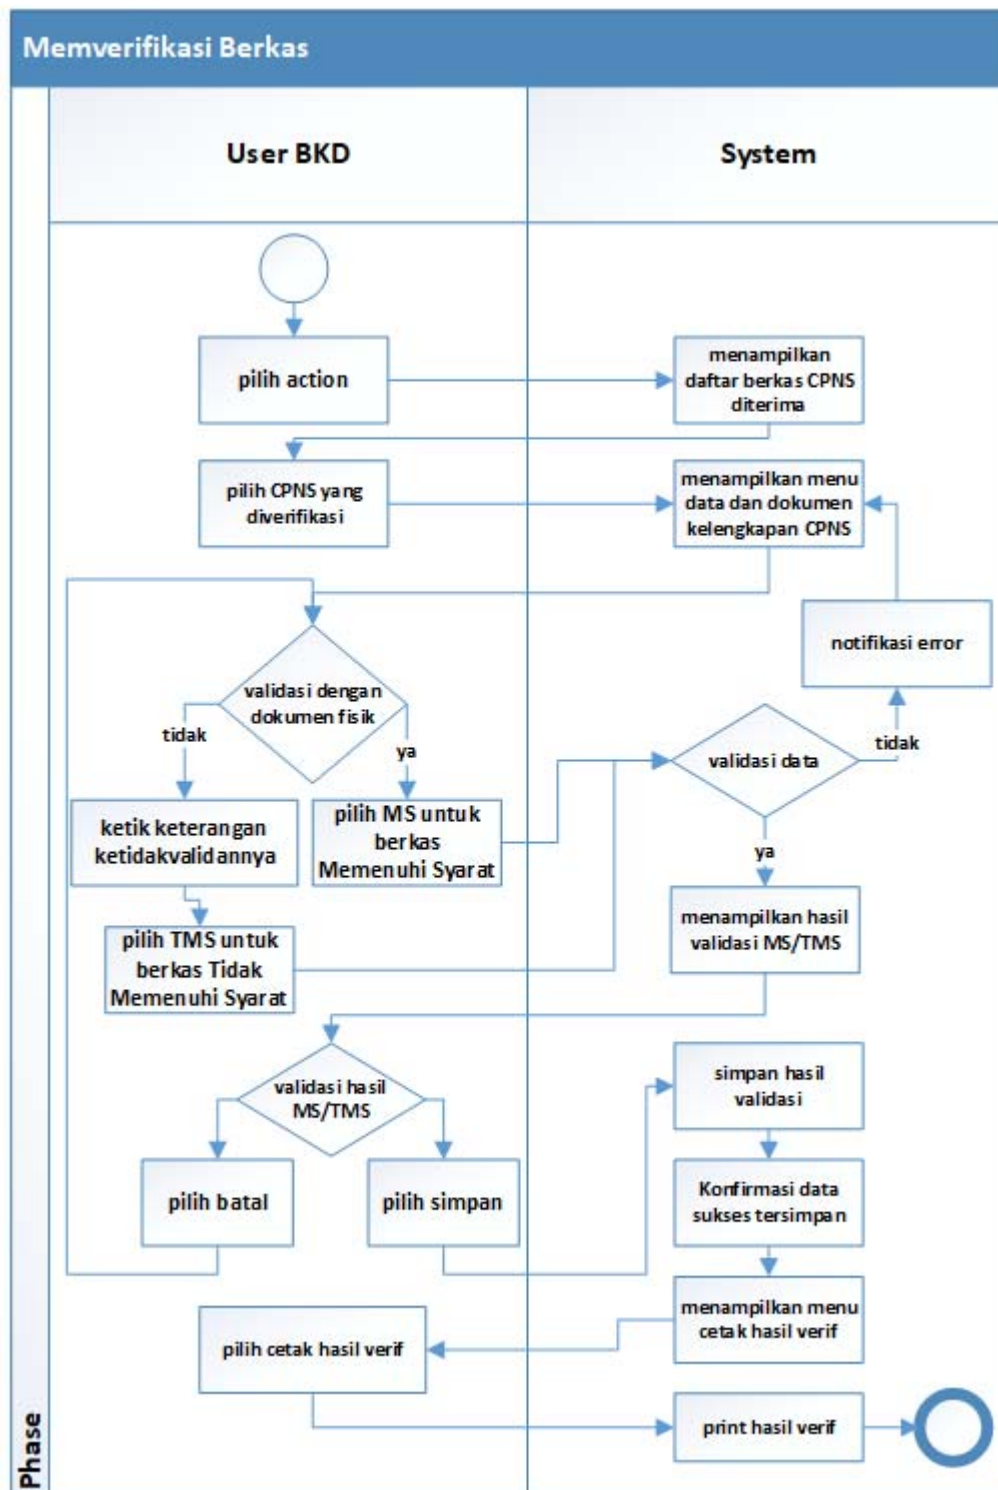 Memverifikasi Berkas
User BKD
System
pilih action
menampilkan
daftar berkas CPNS
diterima
pilih CPNS yang
diverifikasi
menampilkan menu
data dan dokumen
kelengkapan CPNS
notifikasi error
validasi dengan
dokumen fisik
tidak
ya
validasi data
tidak
ketik keterangan
ketidakvalidannya
pilih MS untuk
berkas
Memenuhi Syarat
ya
pilih TMS untuk
berkas Tidak
Memenuhi Syarat
menampilkan hasil
validasi MS/TMS
validasi hasil
MS/TMS
simpan hasil
validasi
pilih batal
pilih simpan
Konfirmasi data
sukses tersimpan
menampilkan menu
cetak hasil verif
pilih cetak hasil verif
print hasil verif
Phase